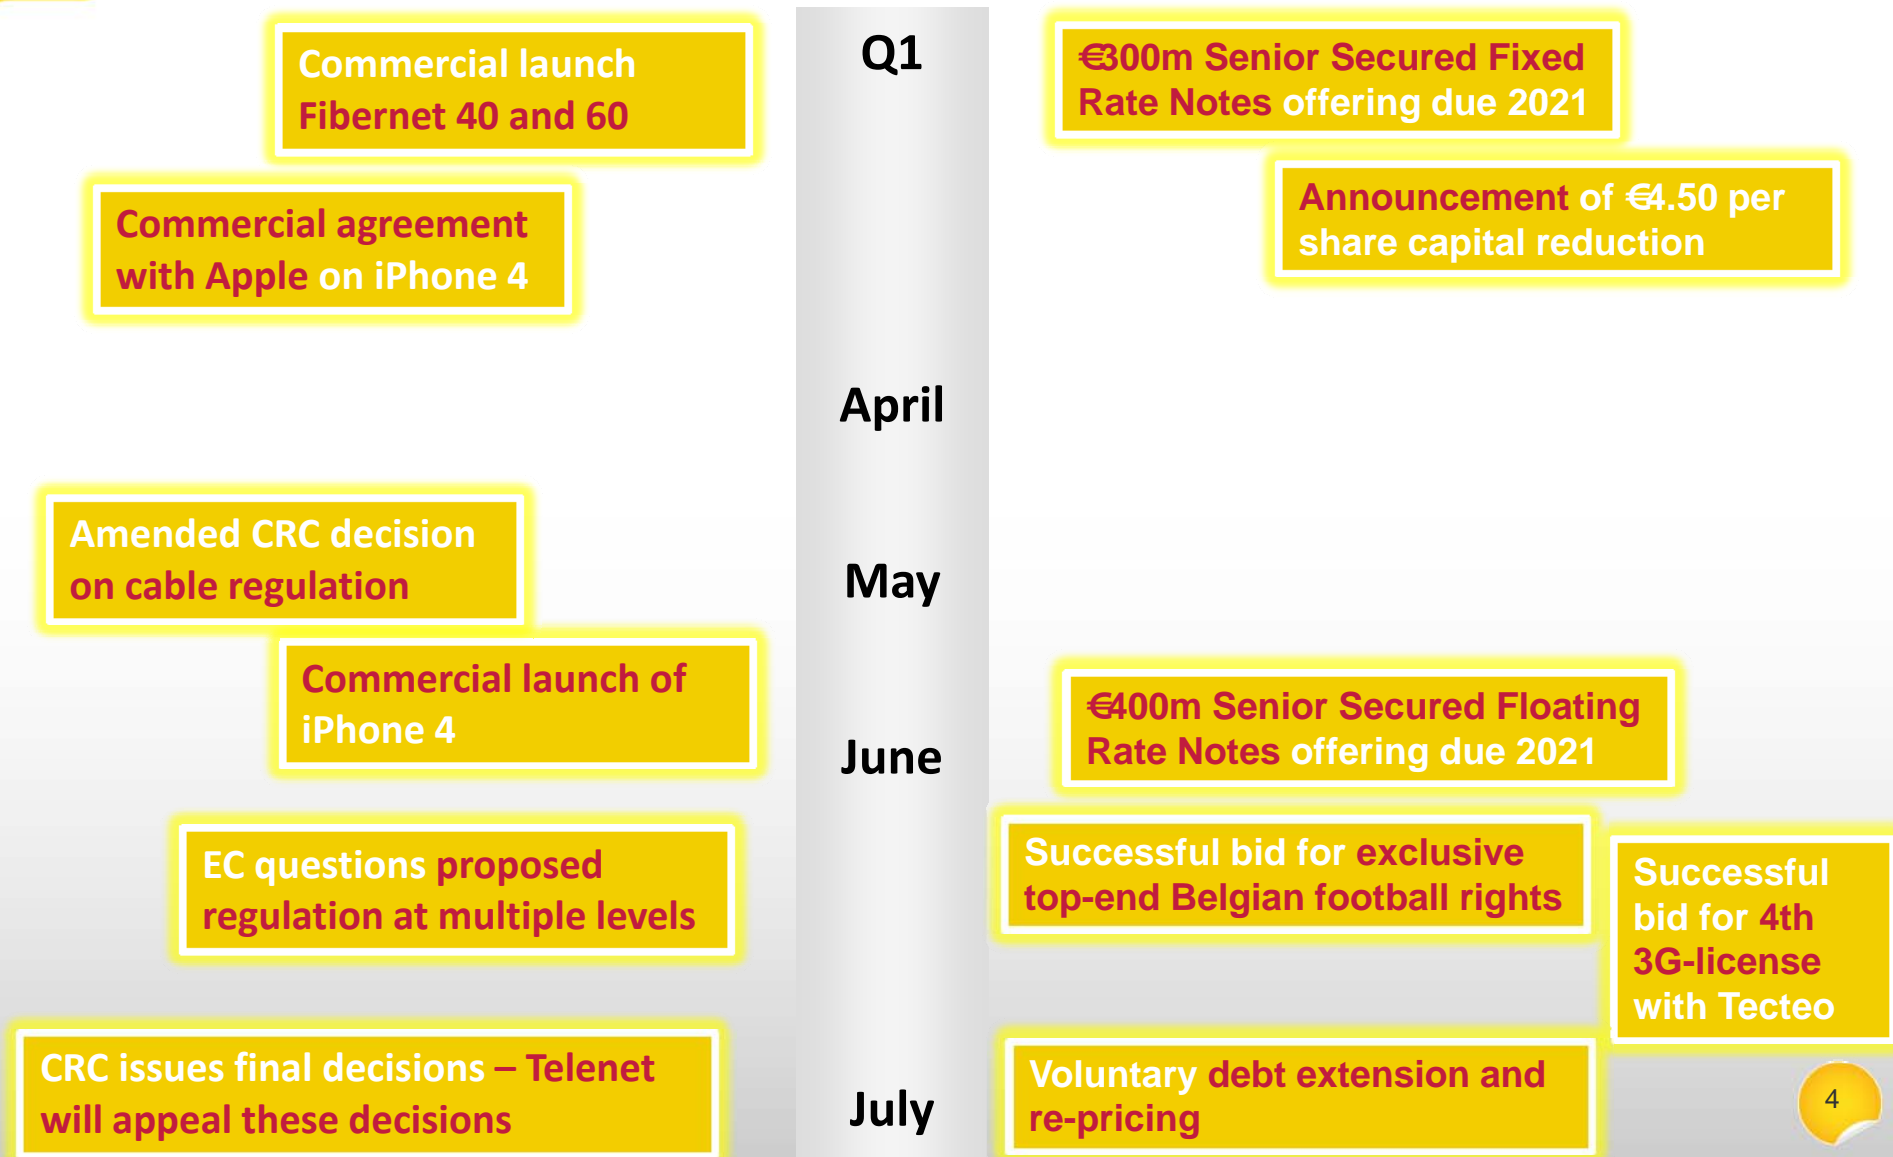 Q1
Commercial launch
Fibernet 40 and 60
€300m Senior Secured Fixed
Rate Notes offering due 2021
Commercial agreement
with Apple on iPhone 4
Announcement of €4.50 per
share capital reduction
April
Amended CRC decision
on cable regulation
May
Commercial launch of
iPhone 4
€400m Senior Secured Floating
Rate Notes offering due 2021
June
EC questions proposed
regulation at multiple levels
Successful bid for exclusive
top-end Belgian football rights
Successful
bid for 4th
3G-license
with Tecteo
CRC issues final decisions – Telenet
will appeal these decisions
July
Voluntary debt extension and
re-pricing
4